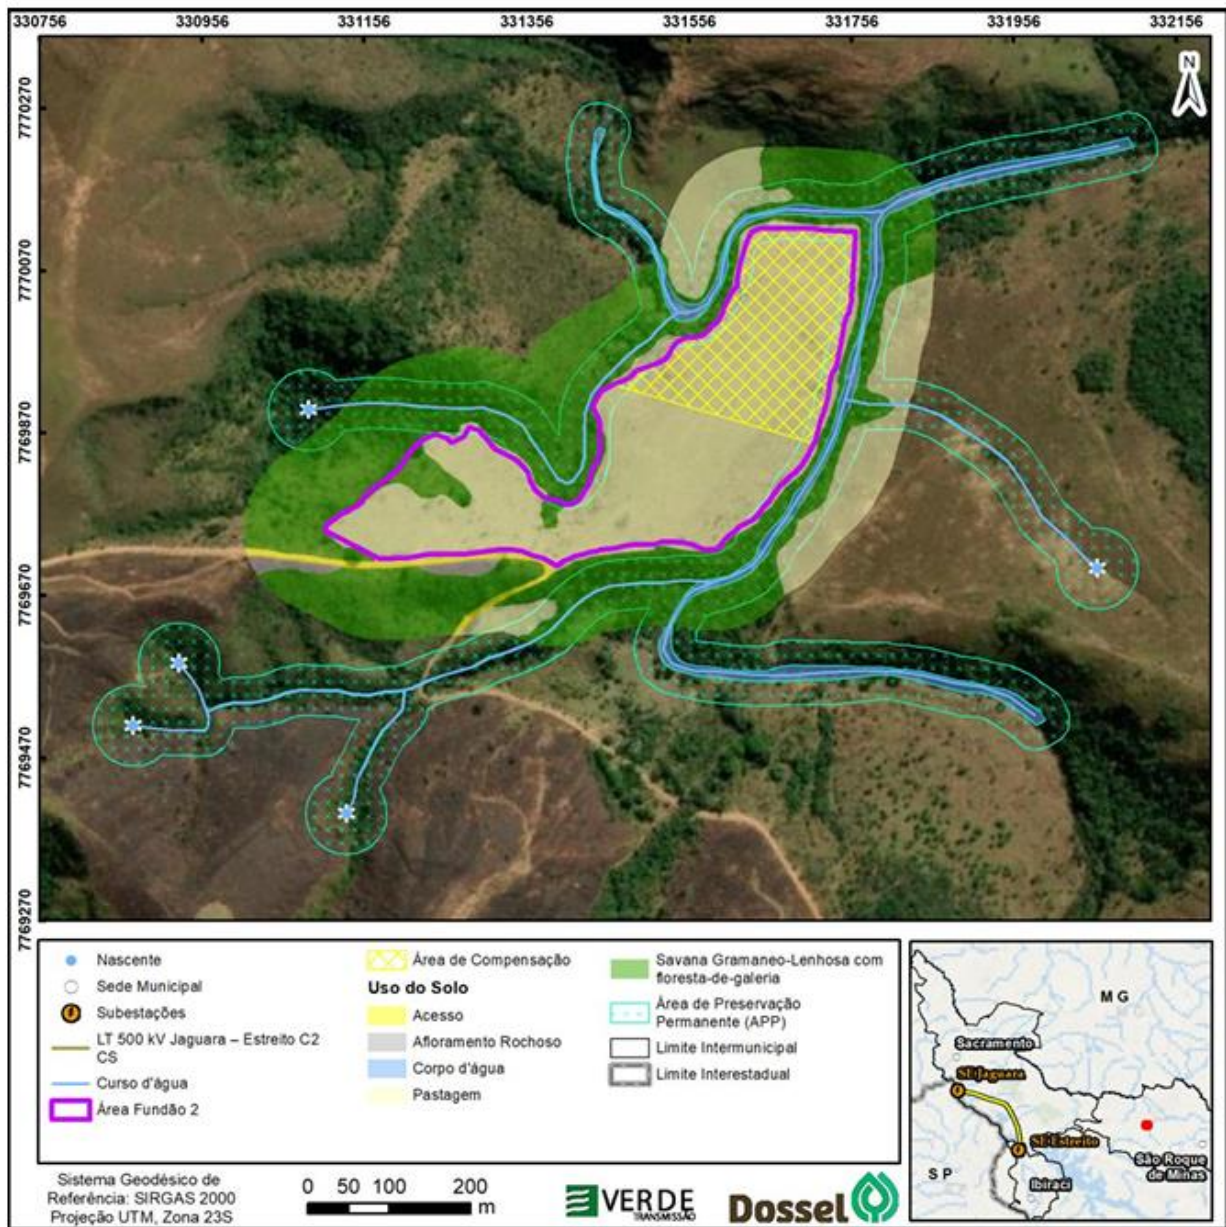 330756 330956 331156 331356 331556 331756 331956 332156
7770270
7770070
7769870
7769670
7769470
7769270
N
Nascente
Sede Municipal
Subestações
LT 500 kV Jaguara – Estreito C2
CS
Curso d'água
Área Fundão 2
Área de Compensação
Uso do Solo
Acesso
Afloramento Rochoso
Corpo d'água
Pastagem
Savana Gramaneo-Lenhosa com
floresta-de-galeria
Área de Preservação
Permanente (APP)
Limite Intermunicipal
Limite Interestadual
M G
Sacramento
SE Jaguara
SE Estreito
São Roque
de Minas
S P
Ibiraci
Sistema Geodésico de
Referência: SIRGAS 2000
Projeção UTM, Zona 23S
0 50 100 200
m
VERDE
TRANSMISSÃO
Dossel